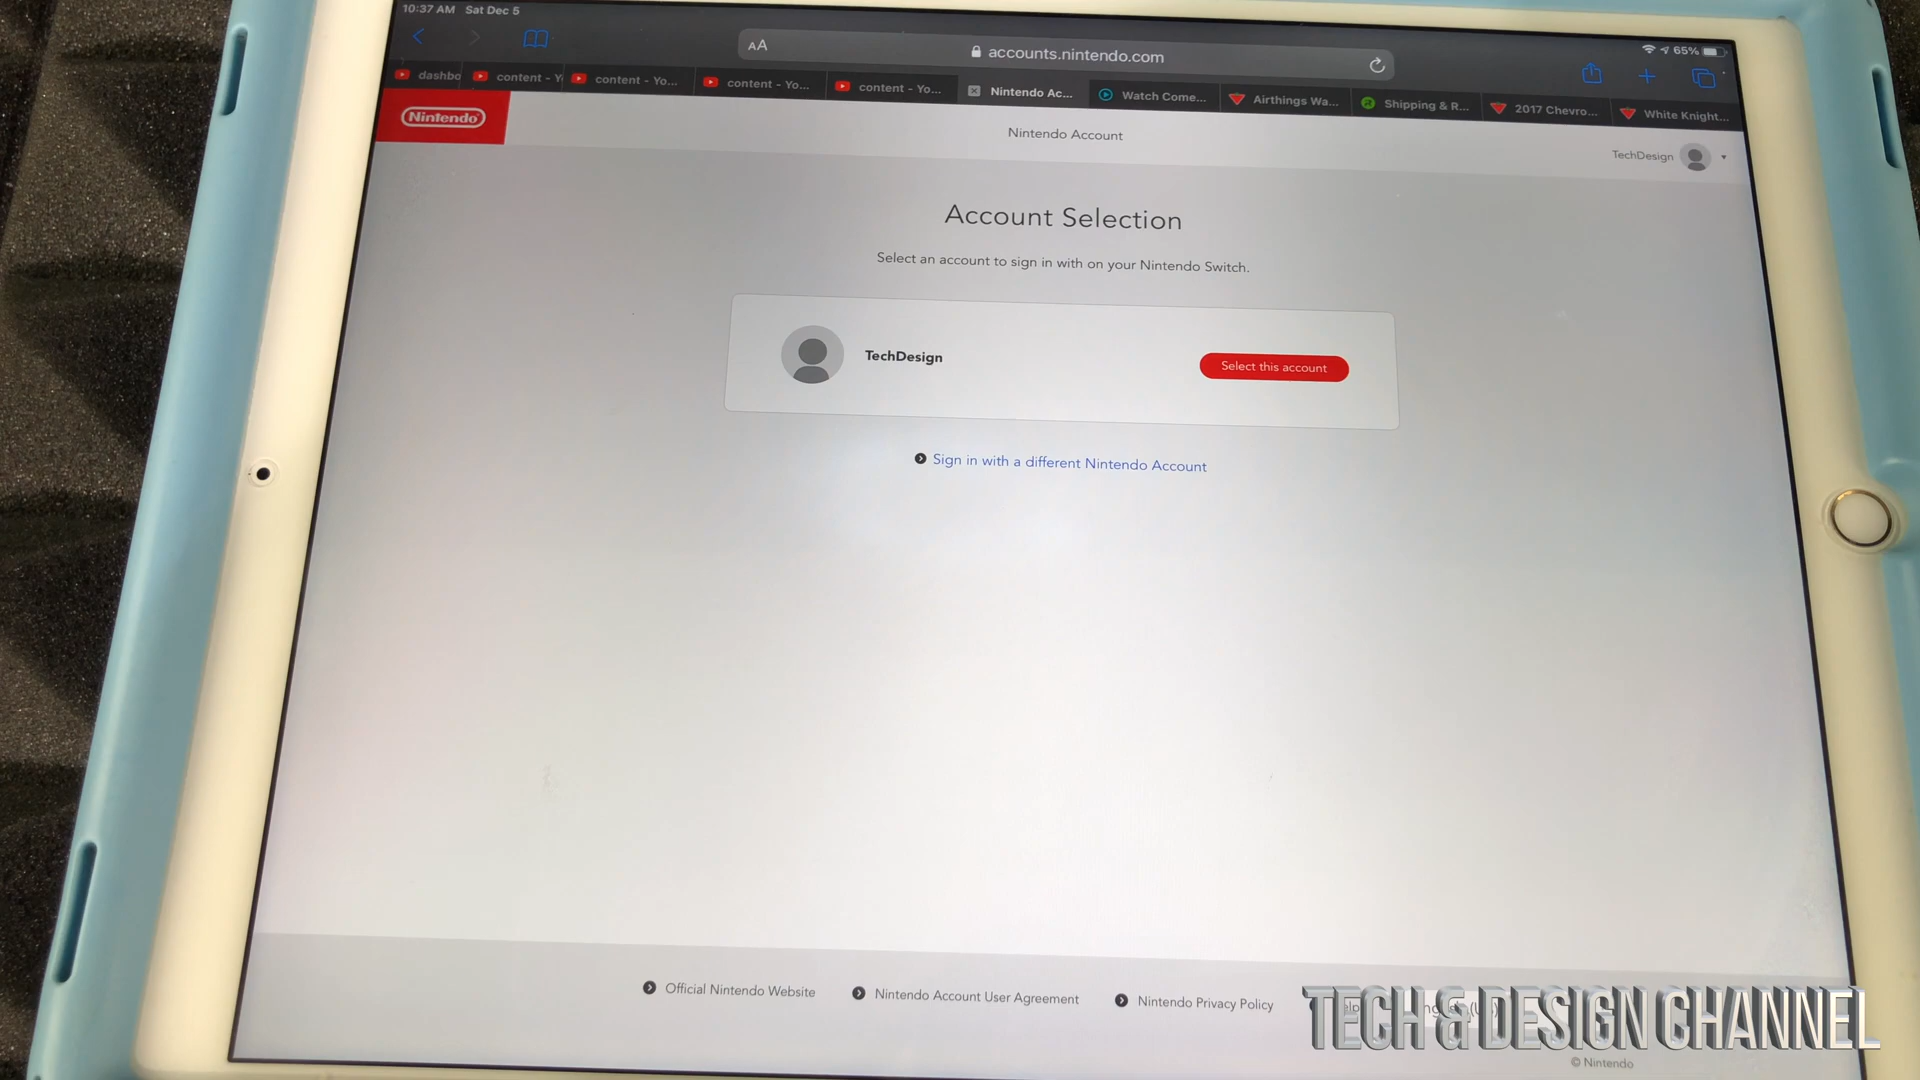 10:37 AM Sat Dec 5
65%
AA
accounts.nintendo.com
dashbo
content - Y
content - Yo...
content - Yo...
content - Yo...
Nintendo Ac...
Watch Come...
Airthings Wa...
Shipping & R...
2017 Chevro...
White Knight...
Nintendo
Nintendo Account
TechDesign
Account Selection
Select an account to sign in with on your Nintendo Switch.
TechDesign
Select this account
Sign in with a different Nintendo Account
Official Nintendo Website
Nintendo Account User Agreement
Nintendo Privacy Policy
TECH & DESIGN CHANNEL
© Nintendo